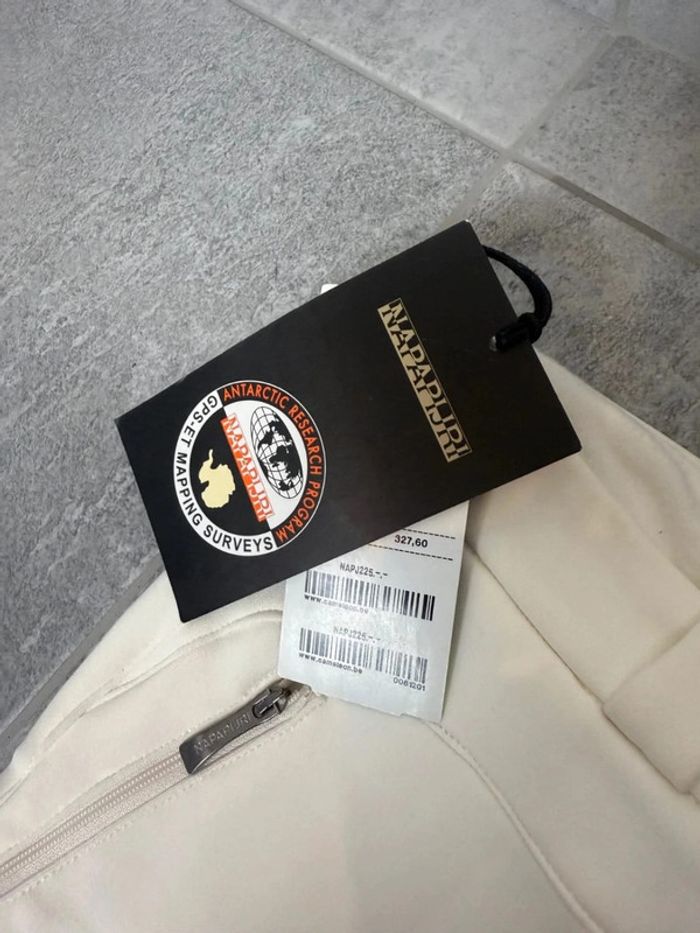 NAPAPIJRI
ANTARCTIC RESEARCH PROGRAM
GPS-ET MAPPING SURVEYS
NAPAPIJRI
327,60
NAPJ225.-.-
www.cameleon.be
NAPJ225.-.-
www.cameleon.be
0061201
NAPAPIJRI